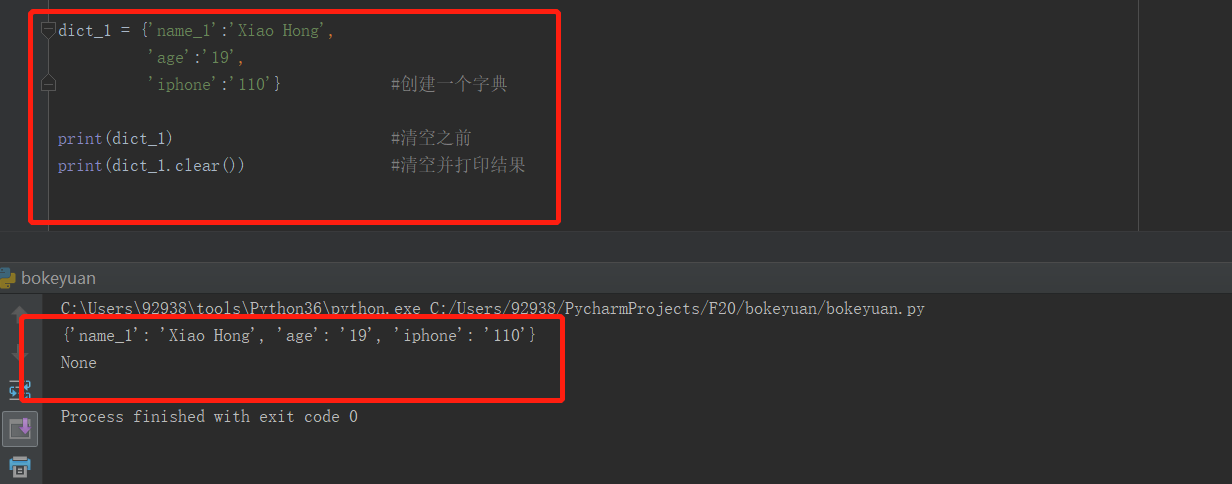 dict_1 = {'name_1':'Xiao Hong',
'age':'19',
'iphone':'110'} #创建一个字典
print(dict_1) #清空之前
print(dict_1.clear()) #清空并打印结果
bokeyuan
C:\Users\92938\tools\Python36\python.exe C:/Users/92938/PycharmProjects/F20/bokeyuan/bokeyuan.py
{'name_1': 'Xiao Hong', 'age': '19', 'iphone': '110'}
None
Process finished with exit code 0